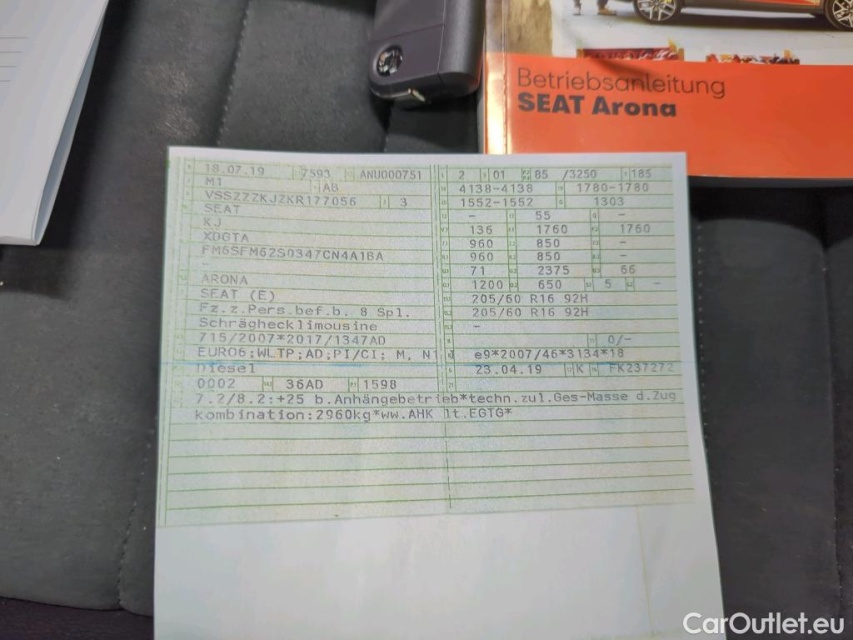 Betriebsanleitung
SEAT Arona
18.07.19 7593 ANU000751 2 01 85 /3250 185
M1 AB 4138-4138 1780-1780
VSSZZZKJZKR177056 3 1552-1552 1303
SEAT - 55 -
KJ 136 1760 1760
XDGTA 960 850 -
FM6SFM62S0347CN4A1BA 960 850 -
- 71 2375 66
ARONA 1200 650 5 -
SEAT (E) 205/60 R16 92H
Fz.z.Pers.bef.b. 8 Spl. 205/60 R16 92H
Schräghecklimousine -
715/2007*2017/1347AD 0/-
EURO6;WLTP;AD;PI/CI; M, N1 J e9*2007/46*3134*18
Diesel 23.04.19 K FK237272
0002 36AD 1598
7.2/8.2:+25 b.Anhängebetrieb*techn.zul.Ges-Masse d.Zug
kombination:2960kg*ww.AHK lt.EGTG*
CarOutlet.eu